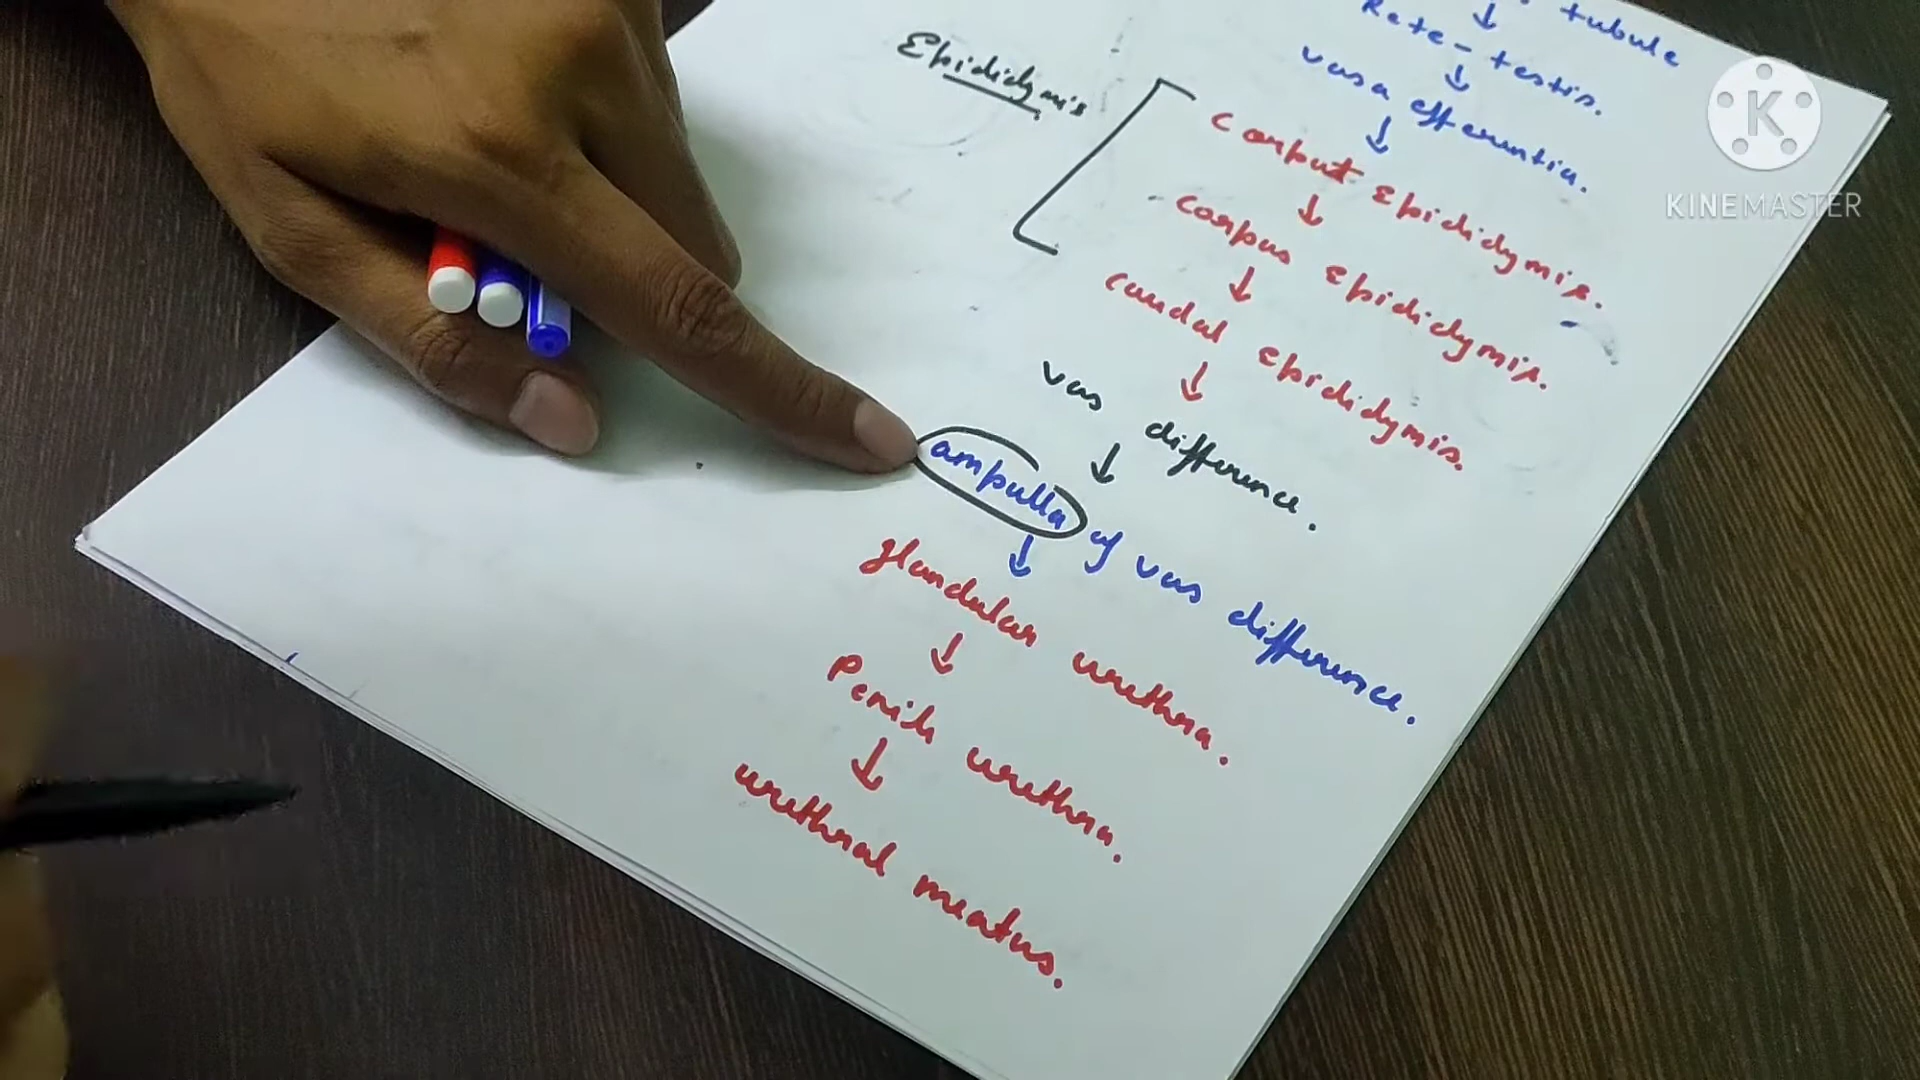 tubule
↓
Rete-testis.
↓
vasa efferentia.
↓
Epididymis
Corput Epididymis.
↓
Corpus Epididymis.
↓
Caudal Epididymis.
↓
vas difference.
↓
ampulla of vas difference.
↓
glandular urethra.
↓
Penile urethra.
↓
urethral meatus.
K
KINEMASTER